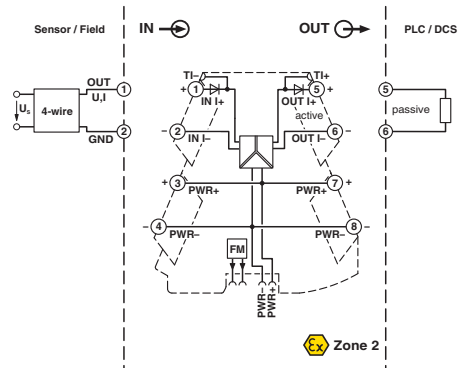 Sensor / Field
IN
OUT
PLC / DCS
TI–
TI+
OUT
U,I
1
+ 1
IN I+
OUT I+
5 +
5
Us
4-wire
active
passive
2
GND
– 2
IN I–
OUT I–
6 –
6
+ 3
PWR+
PWR+
7 +
– 4
PWR–
PWR–
8 –
FM
PWR–
PWR+
Ex Zone 2